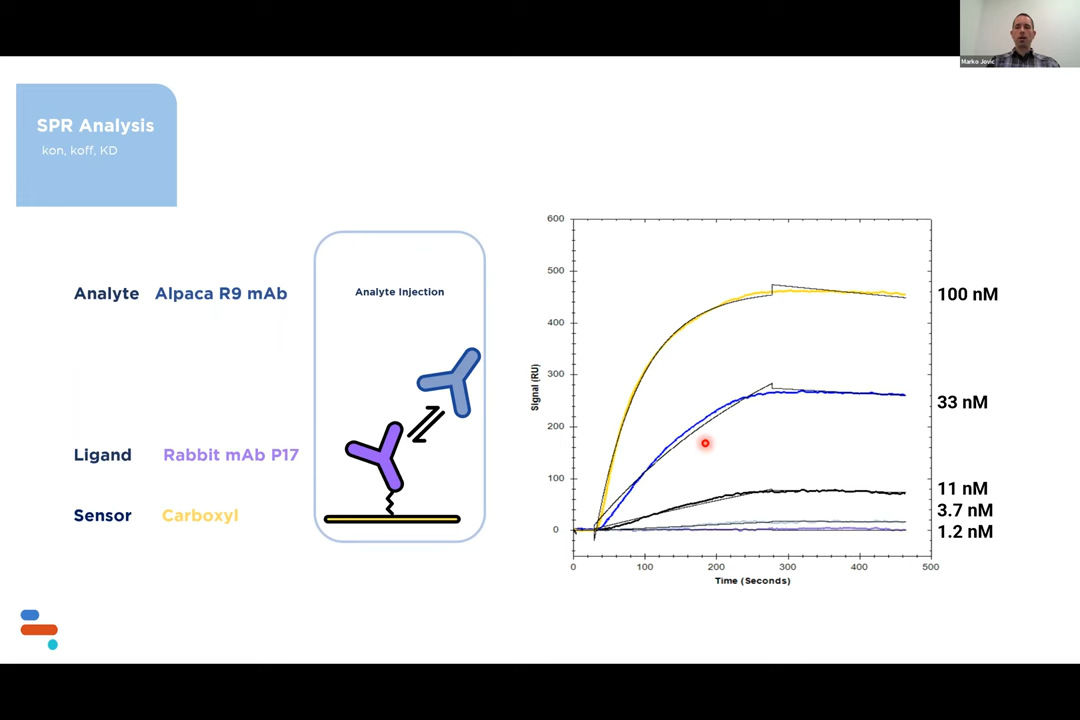 Marko Jovic
SPR Analysis
kon, koff, KD
Analyte Alpaca R9 mAb
Analyte Injection
Ligand Rabbit mAb P17
Sensor Carboxyl
600
500
400
300
200
100
0
Signal (RU)
0 100 200 300 400 500
Time (Seconds)
100 nM
33 nM
11 nM
3.7 nM
1.2 nM